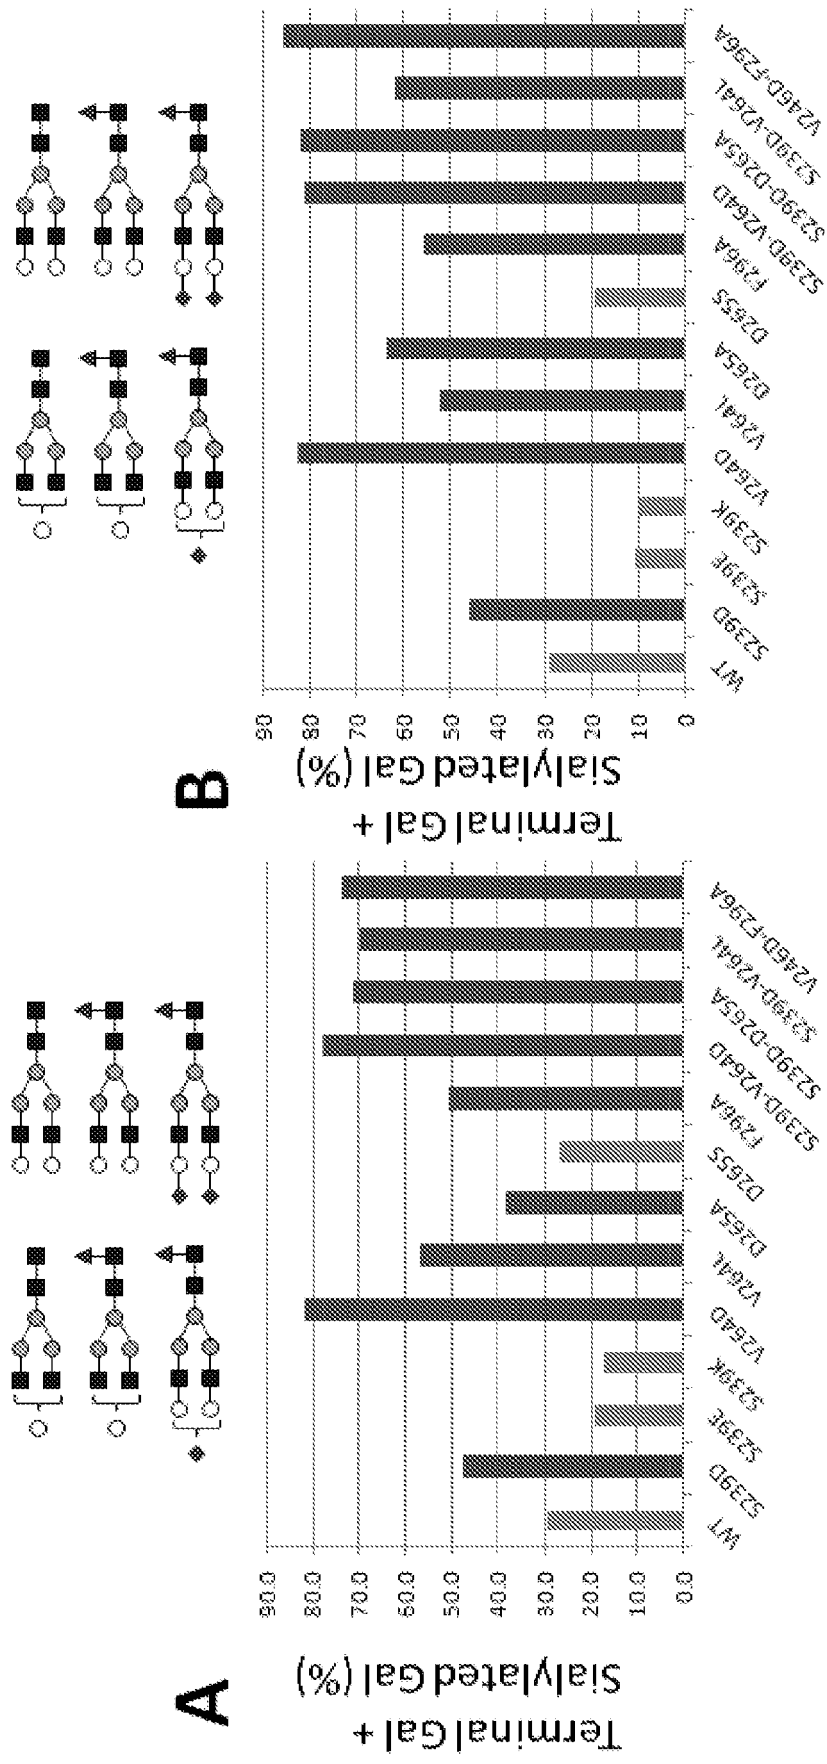 A
Terminal Gal +
Sialylated Gal (%)
90.0
80.0
70.0
60.0
50.0
40.0
30.0
20.0
10.0
0.0
WT
S239D
S239E
S239K
V264D
V264L
D265A
D265S
F296A
S239D-V264D
S239D-D265A
S239D-V264L
V246D-F296A
B
Terminal Gal +
Sialylated Gal (%)
90
80
70
60
50
40
30
20
10
0
WT
S239D
S239E
S239K
V264D
V264L
D265A
D265S
F296A
S239D-V264D
S239D-D265A
S239D-V264L
V246D-F296A